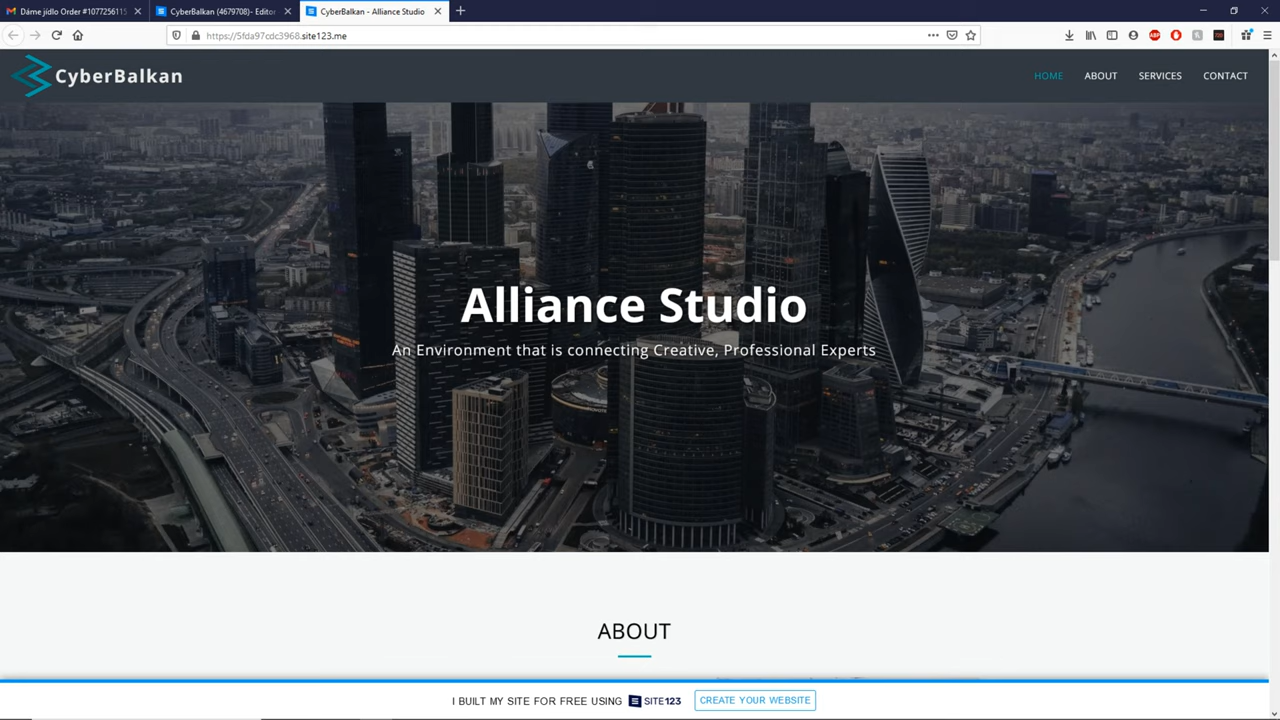 Dáme jídlo Order #1077256115
CyberBalkan (4679708)- Editor
CyberBalkan - Alliance Studio
https://5fda97cdc3968.site123.me
CyberBalkan
HOME
ABOUT
SERVICES
CONTACT
Alliance Studio
An Environment that is connecting Creative, Professional Experts
ABOUT
I BUILT MY SITE FOR FREE USING SITE123
CREATE YOUR WEBSITE